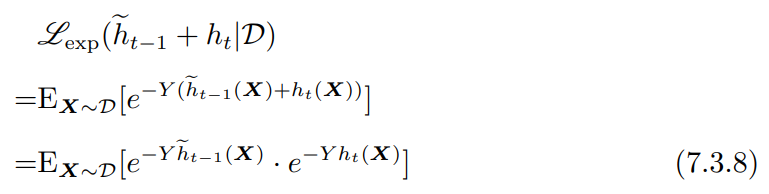 ℒ_exp(h̃_{t−1} + h_t|𝒟)
=E_{𝑿∼𝒟}[e^{−Y(h̃_{t−1}(𝑿)+h_t(𝑿))}]
=E_{𝑿∼𝒟}[e^{−Yh̃_{t−1}(𝑿)} · e^{−Yh_t(𝑿)}] (7.3.8)